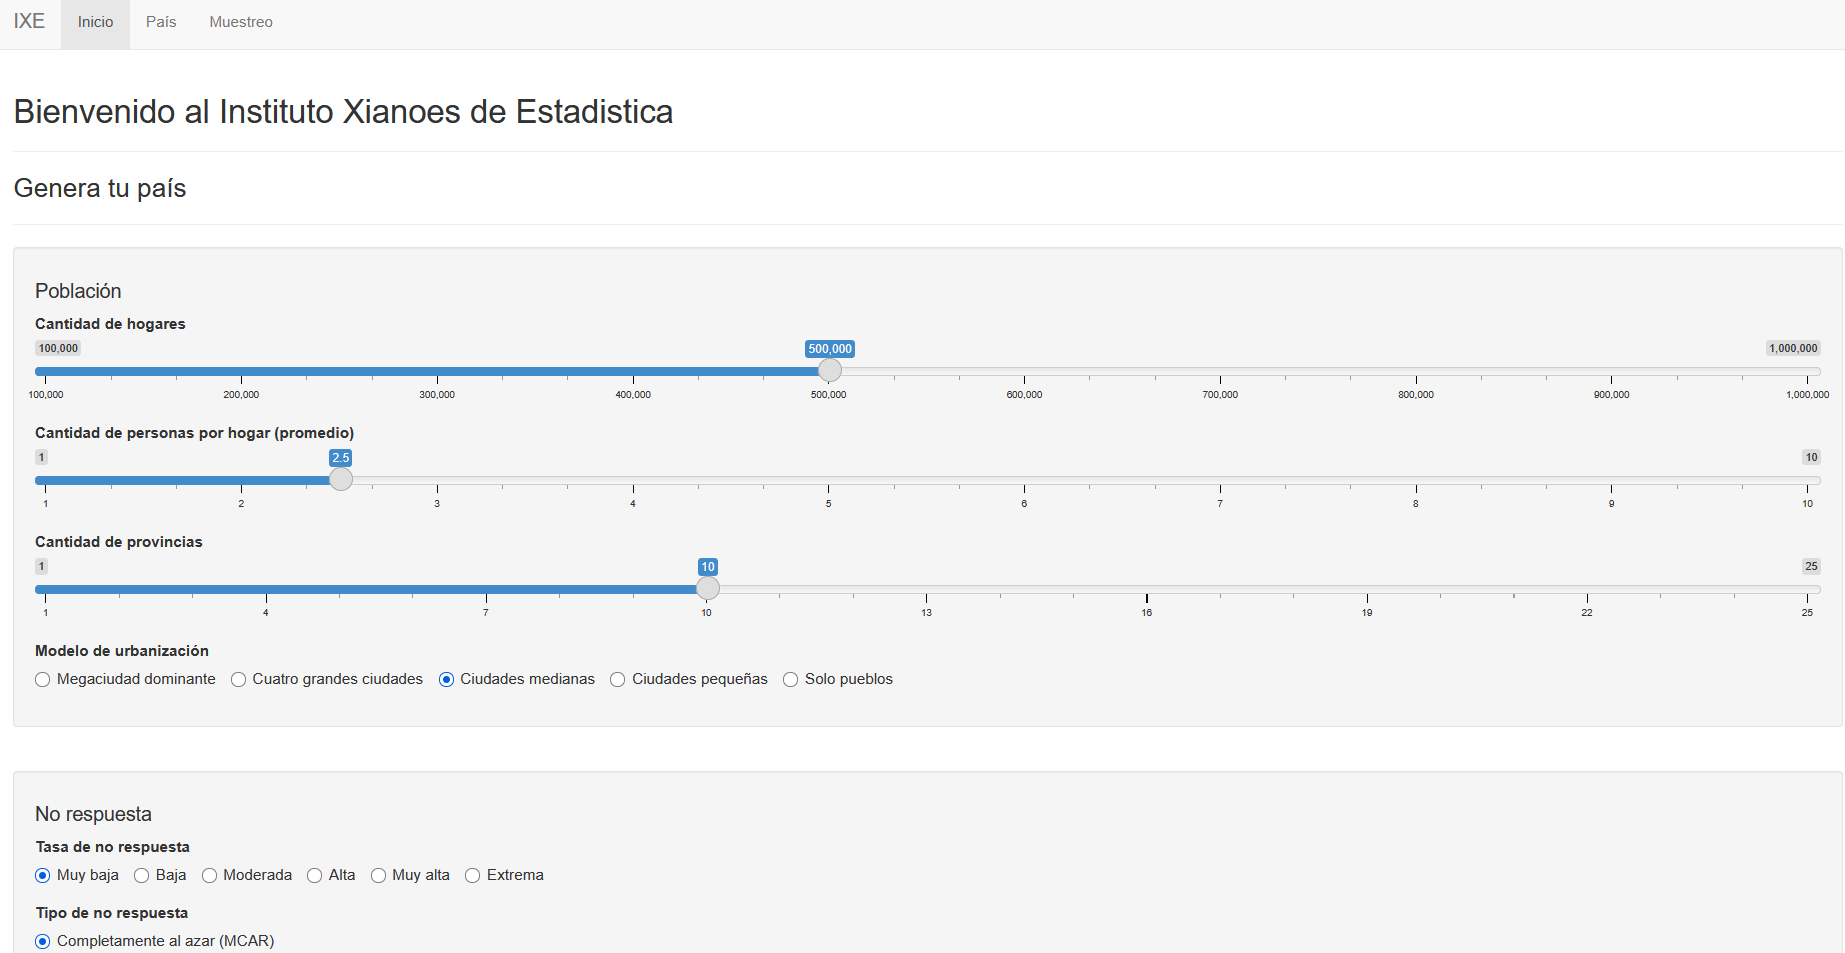 IXE Inicio País Muestreo
Bienvenido al Instituto Xianoes de Estadistica
Genera tu país
Población
Cantidad de hogares
100,000 500,000 1,000,000
100,000 200,000 300,000 400,000 500,000 600,000 700,000 800,000 900,000 1,000,000
Cantidad de personas por hogar (promedio)
1 2.5 10
1 2 3 4 5 6 7 8 9 10
Cantidad de provincias
1 10 25
1 4 7 10 13 16 19 22 25
Modelo de urbanización
Megaciudad dominante Cuatro grandes ciudades Ciudades medianas Ciudades pequeñas Solo pueblos
No respuesta
Tasa de no respuesta
Muy baja Baja Moderada Alta Muy alta Extrema
Tipo de no respuesta
Completamente al azar (MCAR)